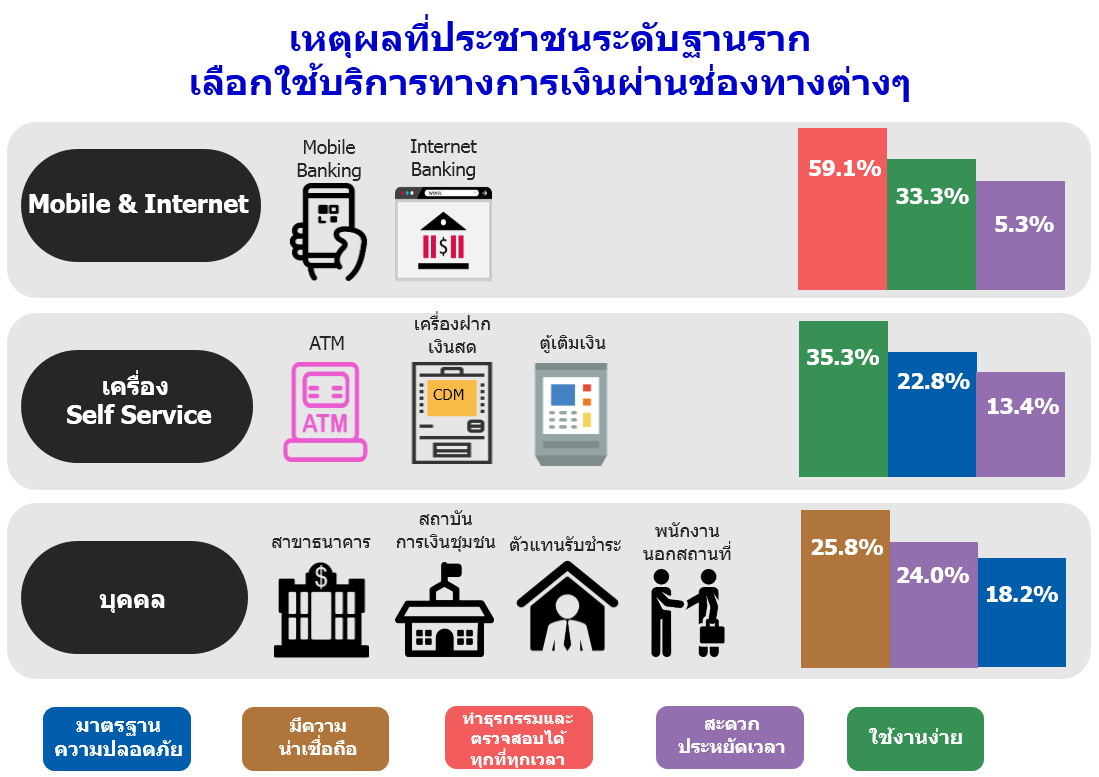 เหตุผลที่ประชาชนระดับฐานราก
เลือกใช้บริการทางการเงินผ่านช่องทางต่างๆ
Mobile & Internet
Mobile
Banking
Internet
Banking
WWW.
$
59.1%
33.3%
5.3%
เครื่อง
Self Service
ATM
ATM
เครื่องฝาก
เงินสด
CDM
ตู้เติมเงิน
35.3%
22.8%
13.4%
บุคคล
สาขาธนาคาร
$
สถาบัน
การเงินชุมชน
ตัวแทนรับชำระ
พนักงาน
นอกสถานที่
25.8%
24.0%
18.2%
มาตรฐาน
ความปลอดภัย
มีความ
น่าเชื่อถือ
ทำธุรกรรมและ
ตรวจสอบได้
ทุกที่ทุกเวลา
สะดวก
ประหยัดเวลา
ใช้งานง่าย